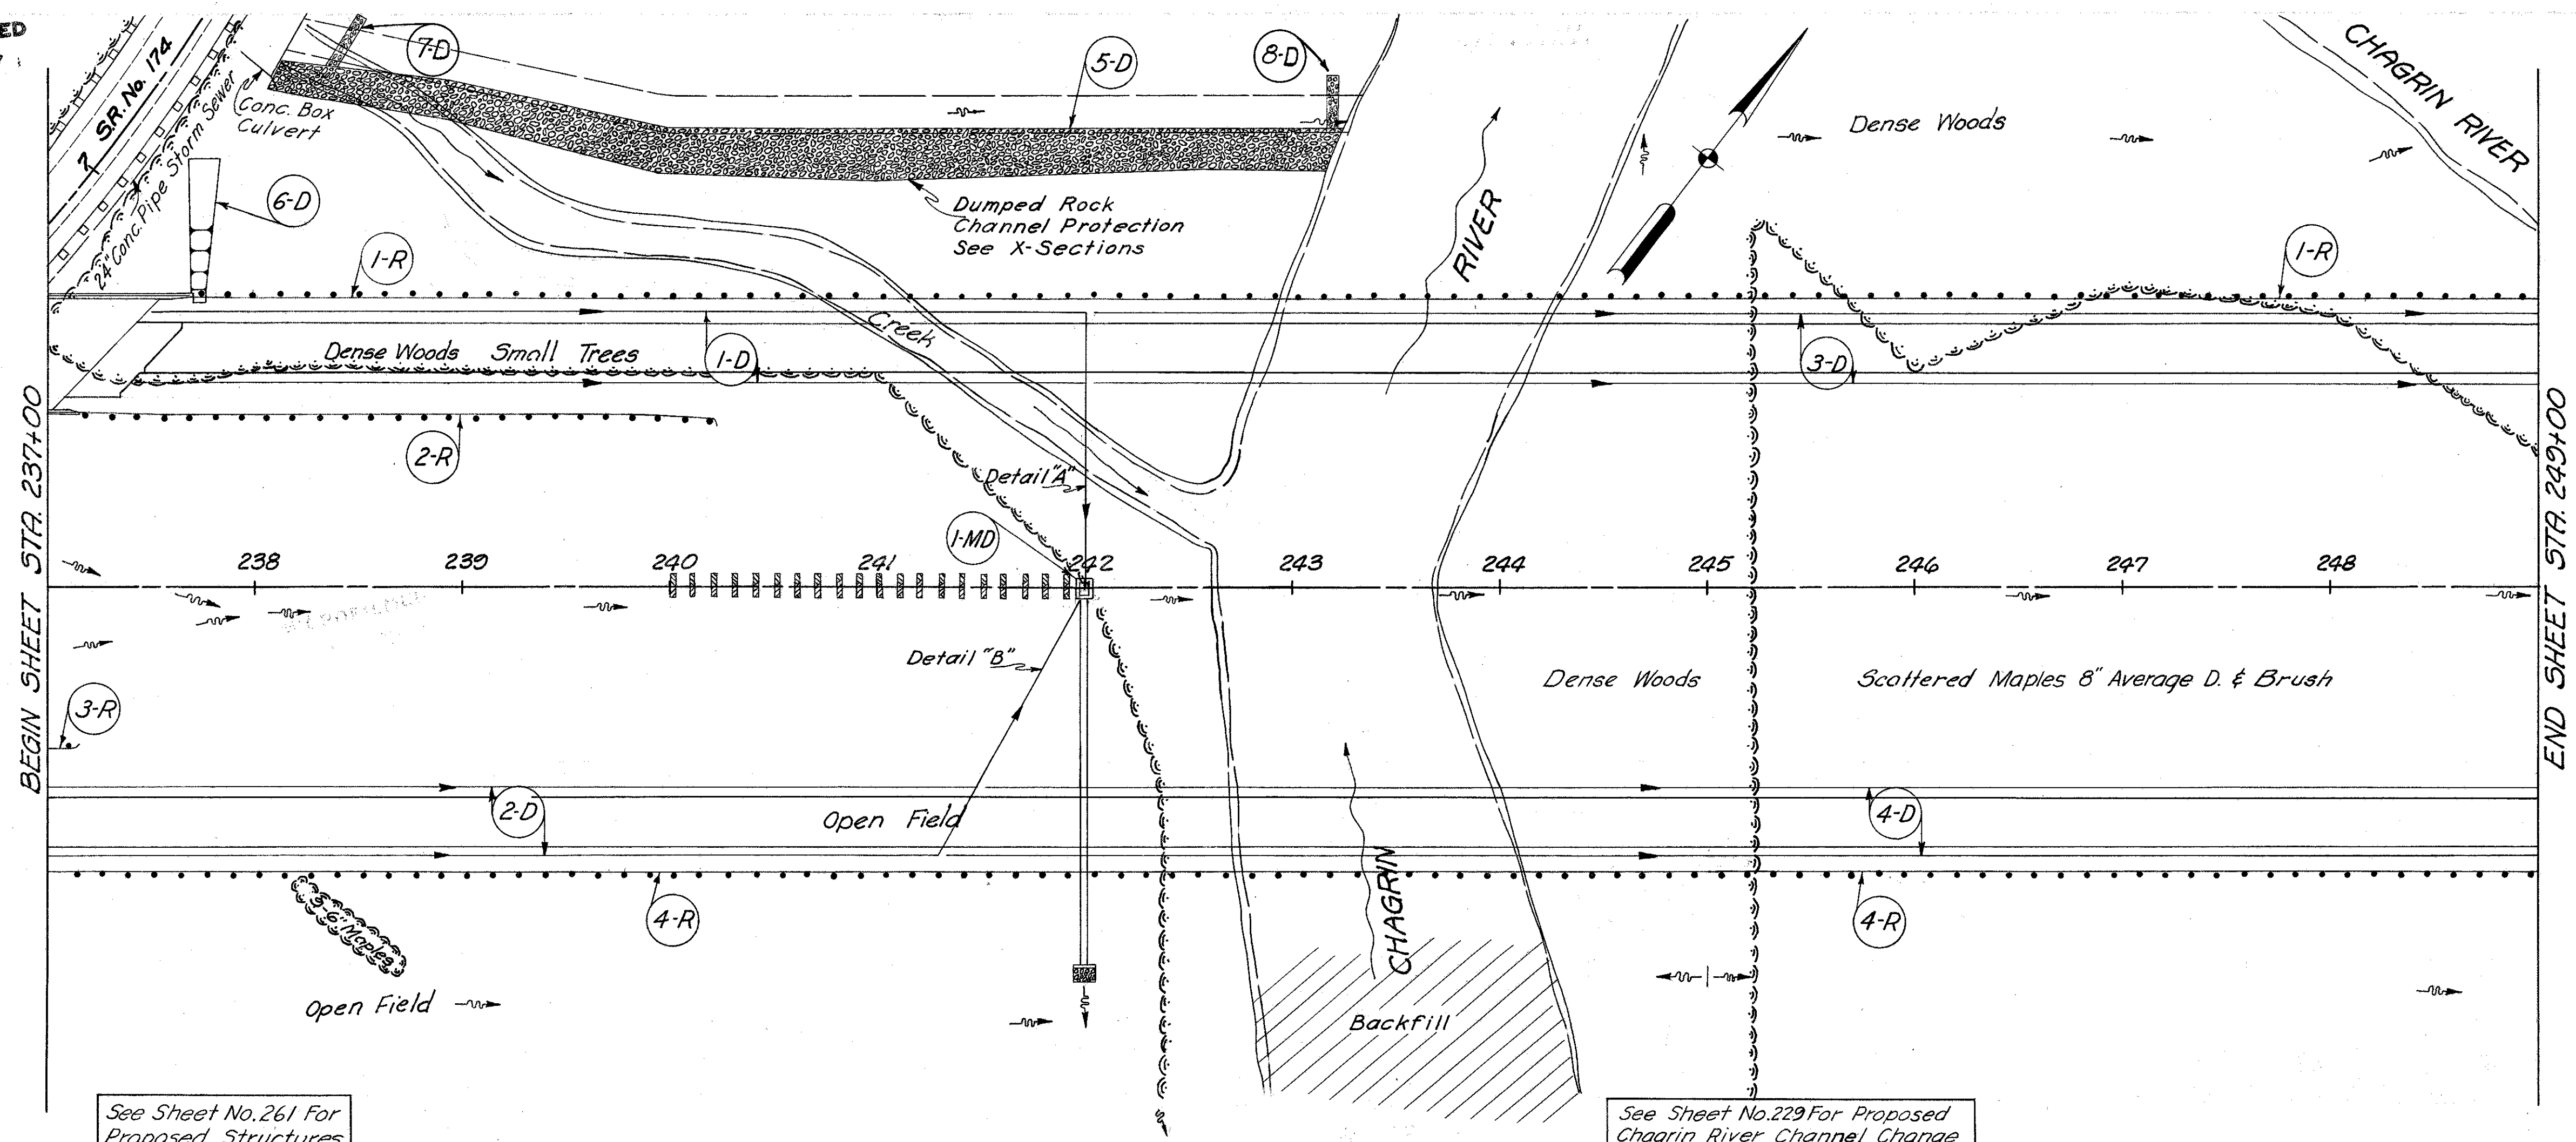 ED
7-D
5-D
8-D
CHAGRIN RIVER
7 S.R. No. 174
Conc. Box
Culvert
24" Conc. Pipe Storm Sewer
Dense Woods
6-D
Dumped Rock
Channel Protection
See X-Sections
RIVER
1-R
1-R
Creek
Dense Woods Small Trees
1-D
3-D
2-R
Detail "A"
1-MD
BEGIN SHEET STA. 237+00
238 239 240 241 242 243 244 245 246 247 248
END SHEET STA. 249+00
Detail "B"
Dense Woods
Scattered Maples 8" Average D. & Brush
3-R
2-D
Open Field
4-D
4-R
4-R
3-6" Maples
CHAGRIN
Open Field
Backfill
See Sheet No. 261 For
Proposed Structures
See Sheet No. 229 For Proposed
Chagrin River Channel Change